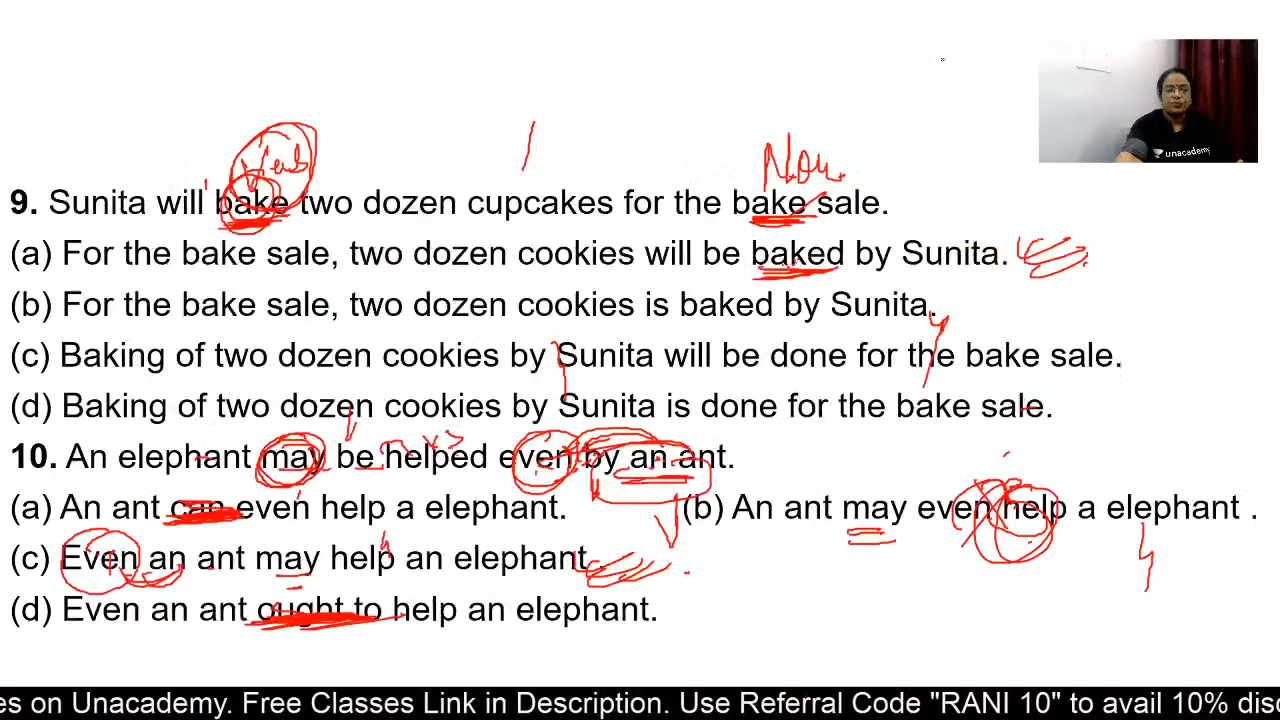 unacademy
Verb
Nou.
9. Sunita will bake two dozen cupcakes for the bake sale.
(a) For the bake sale, two dozen cookies will be baked by Sunita.
(b) For the bake sale, two dozen cookies is baked by Sunita.
(c) Baking of two dozen cookies by Sunita will be done for the bake sale.
(d) Baking of two dozen cookies by Sunita is done for the bake sale.
10. An elephant may be helped even by an ant.
(a) An ant can even help a elephant. (b) An ant may even help a elephant .
(c) Even an ant may help an elephant .
(d) Even an ant ought to help an elephant.
es on Unacademy. Free Classes Link in Description. Use Referral Code "RANI 10" to avail 10% disc